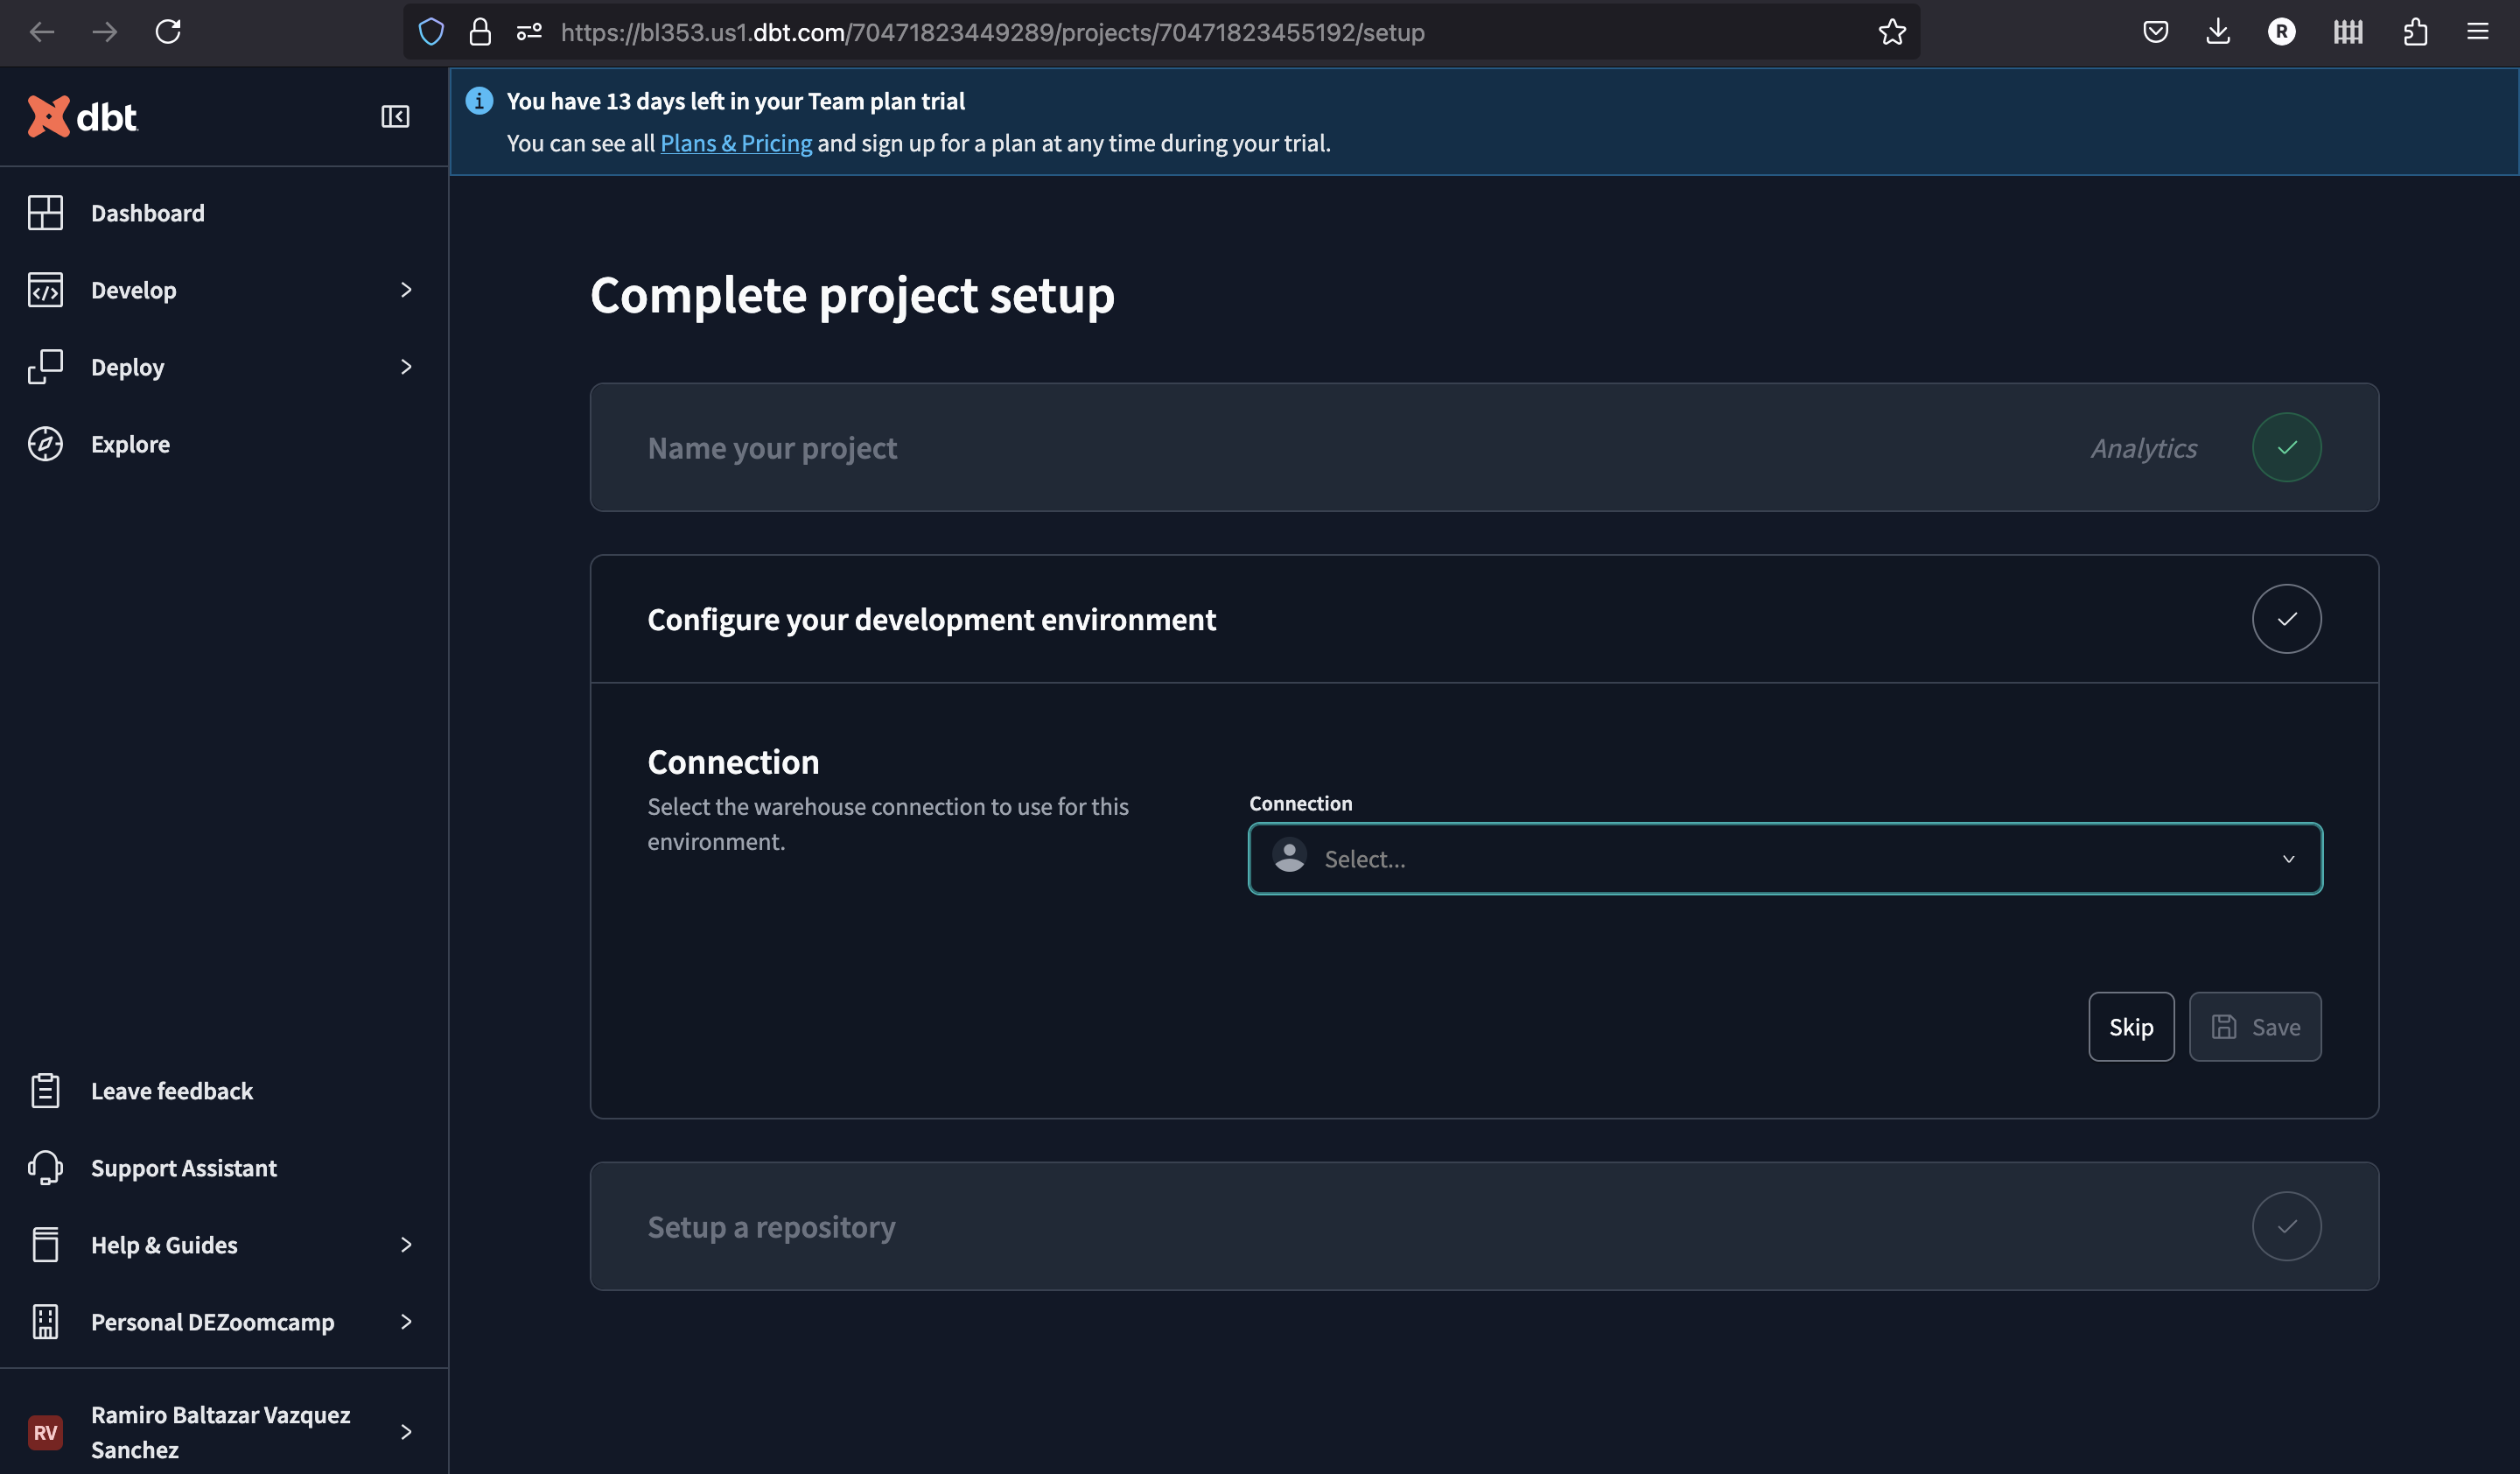 https://bl353.us1.dbt.com/70471823449289/projects/70471823455192/setup
R
dbt
You have 13 days left in your Team plan trial
You can see all Plans & Pricing and sign up for a plan at any time during your trial.
Dashboard
Develop
Deploy
Explore
Leave feedback
Support Assistant
Help & Guides
Personal DEZoomcamp
RV
Ramiro Baltazar Vazquez
Sanchez
Complete project setup
Name your project
Analytics
Configure your development environment
Connection
Select the warehouse connection to use for this
environment.
Connection
Select...
Skip
Save
Setup a repository